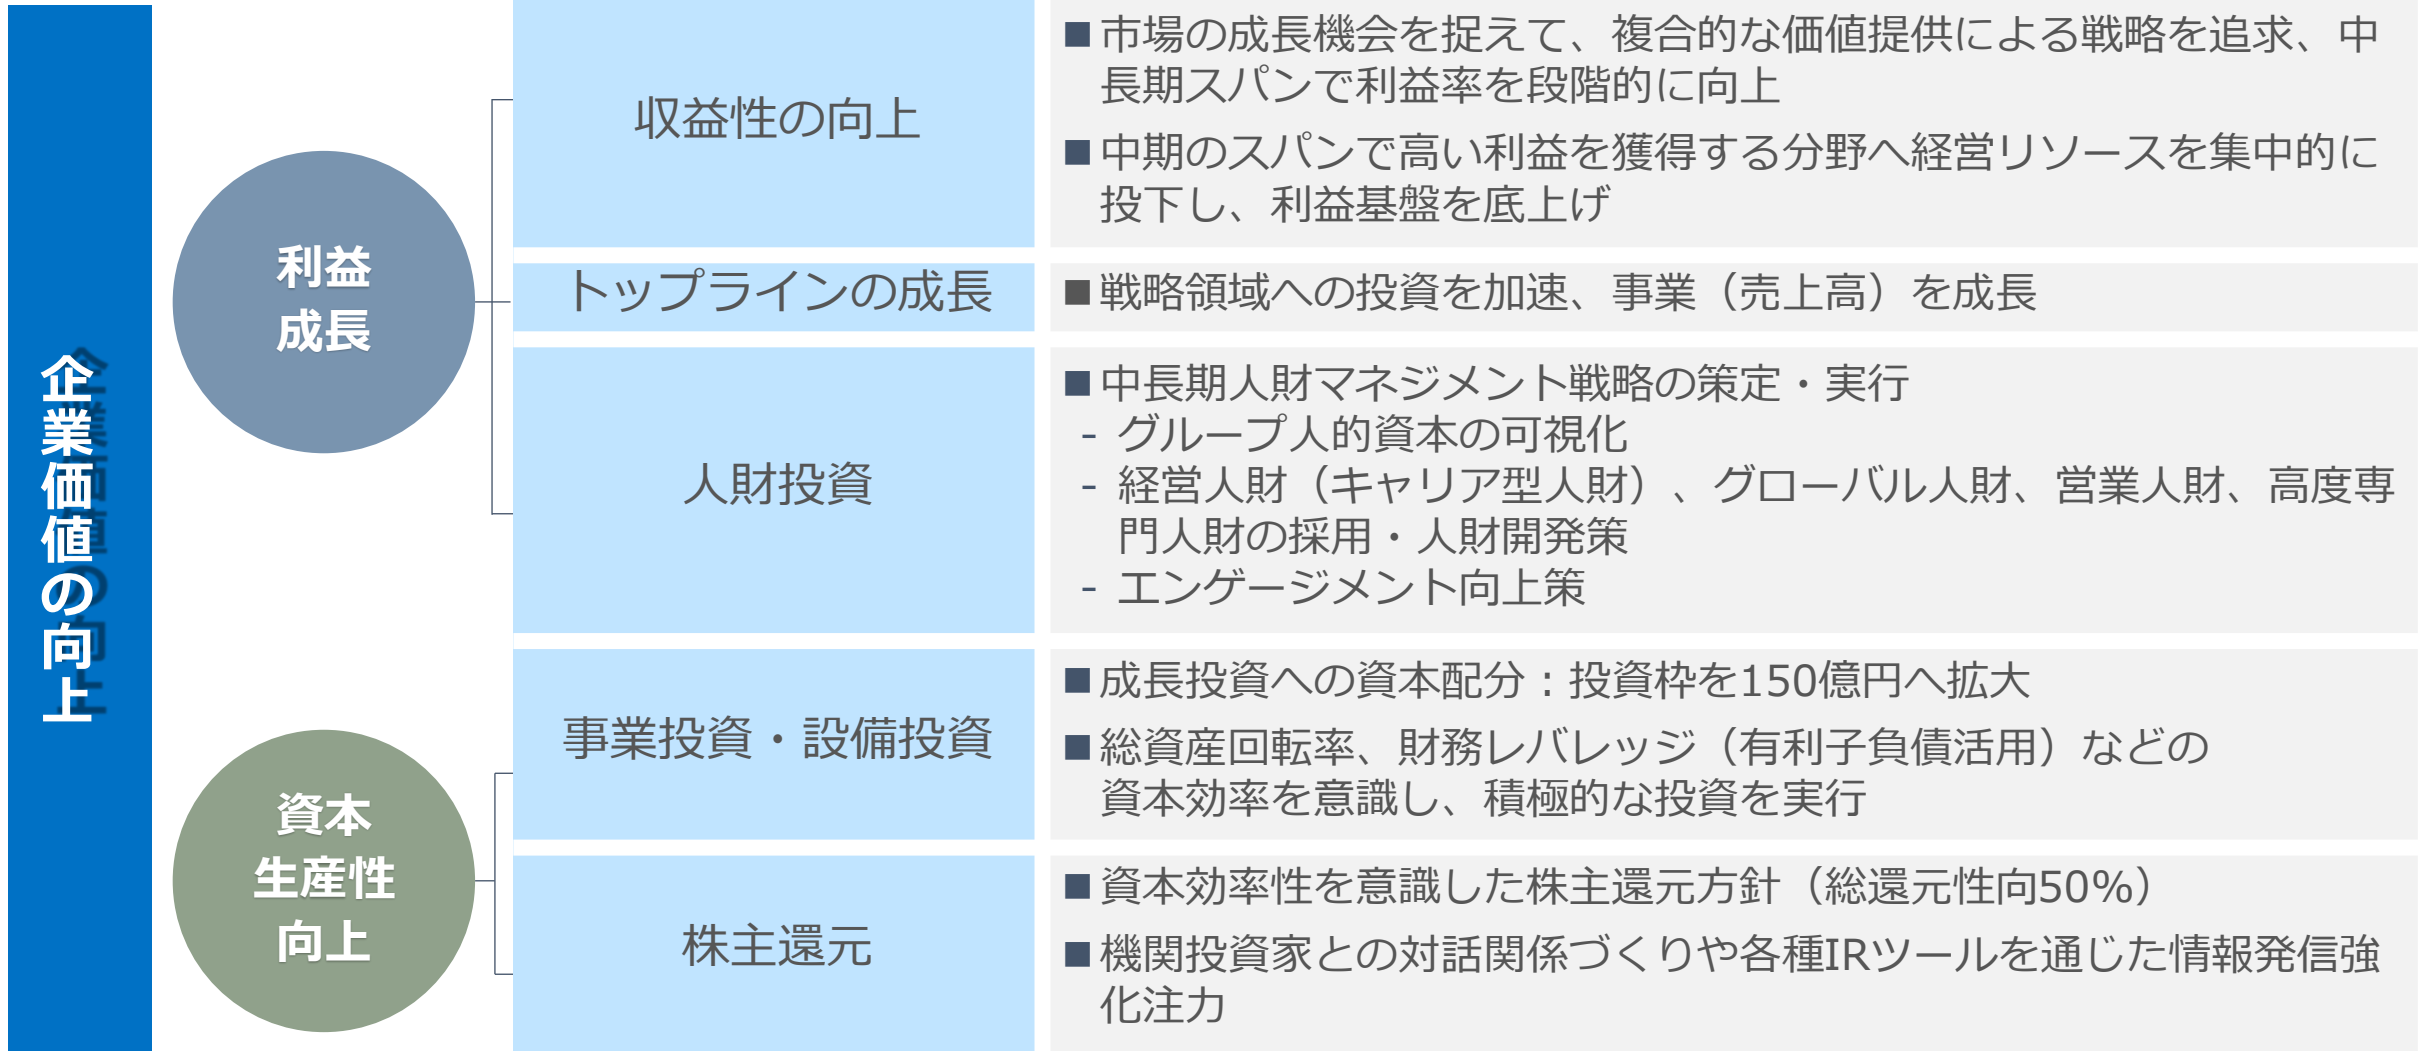 企業価値の向上
利益
成長
収益性の向上
■市場の成長機会を捉えて、複合的な価値提供による戦略を追求、中
長期スパンで利益率を段階的に向上
■中期のスパンで高い利益を獲得する分野へ経営リソースを集中的に
投下し、利益基盤を底上げ
トップラインの成長
■戦略領域への投資を加速、事業（売上高）を成長
人財投資
■中長期人財マネジメント戦略の策定・実行
- グループ人的資本の可視化
- 経営人財（キャリア型人財）、グローバル人財、営業人財、高度専
門人財の採用・人財開発策
- エンゲージメント向上策
資本
生産性
向上
事業投資・設備投資
■成長投資への資本配分：投資枠を150億円へ拡大
■総資産回転率、財務レバレッジ（有利子負債活用）などの
資本効率を意識し、積極的な投資を実行
株主還元
■資本効率性を意識した株主還元方針（総還元性向50%）
■機関投資家との対話関係づくりや各種IRツールを通じた情報発信強
化注力